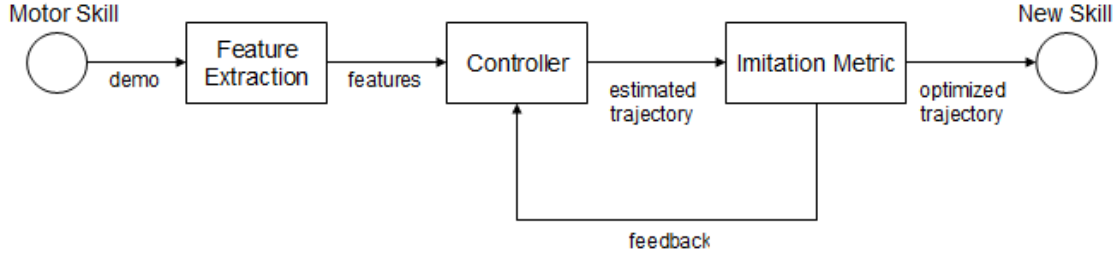 Motor Skill
demo
Feature
Extraction
features
Controller
estimated
trajectory
Imitation Metric
optimized
trajectory
New Skill
feedback